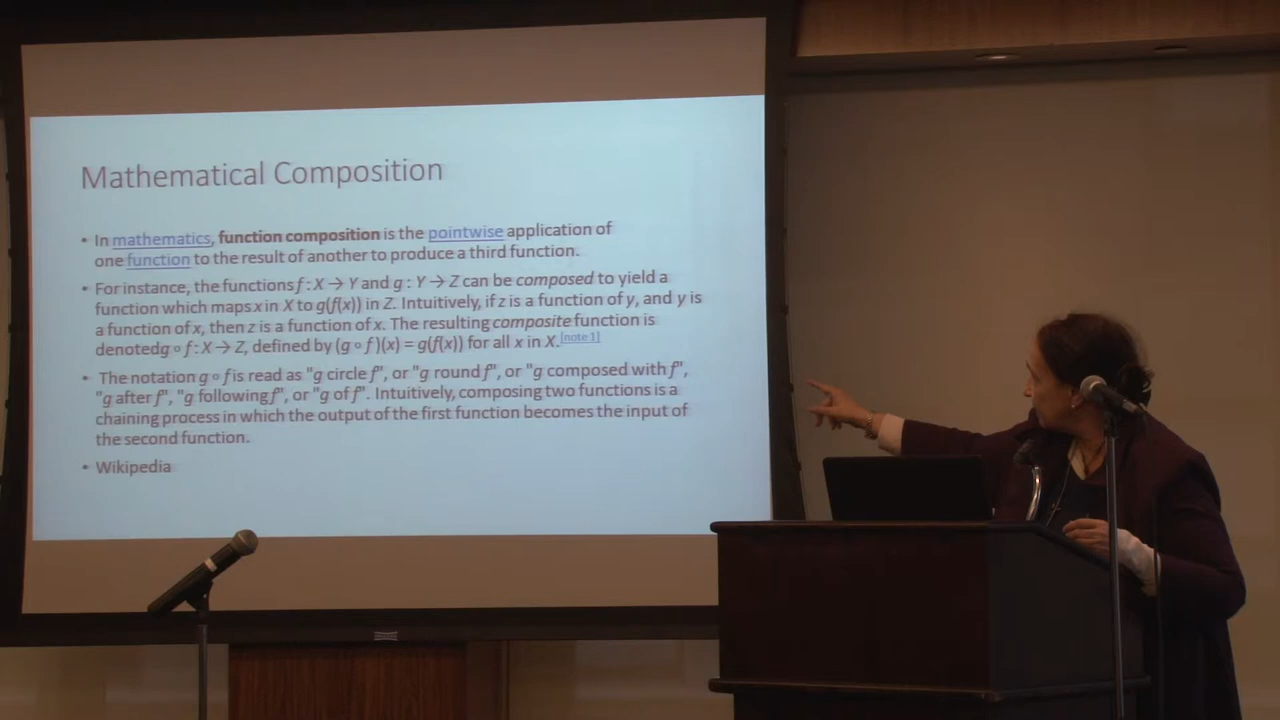 Mathematical Composition
• In mathematics, function composition is the pointwise application of
one function to the result of another to produce a third function.
• For instance, the functions f : X → Y and g : Y → Z can be composed to yield a
function which maps x in X to g(f(x)) in Z. Intuitively, if z is a function of y, and y is
a function of x, then z is a function of x. The resulting composite function is
denoted g ∘ f : X → Z, defined by (g ∘ f )(x) = g(f(x)) for all x in X.[note 1]
• The notation g ∘ f is read as "g circle f", or "g round f", or "g composed with f",
"g after f", "g following f", or "g of f". Intuitively, composing two functions is a
chaining process in which the output of the first function becomes the input of
the second function.
• Wikipedia